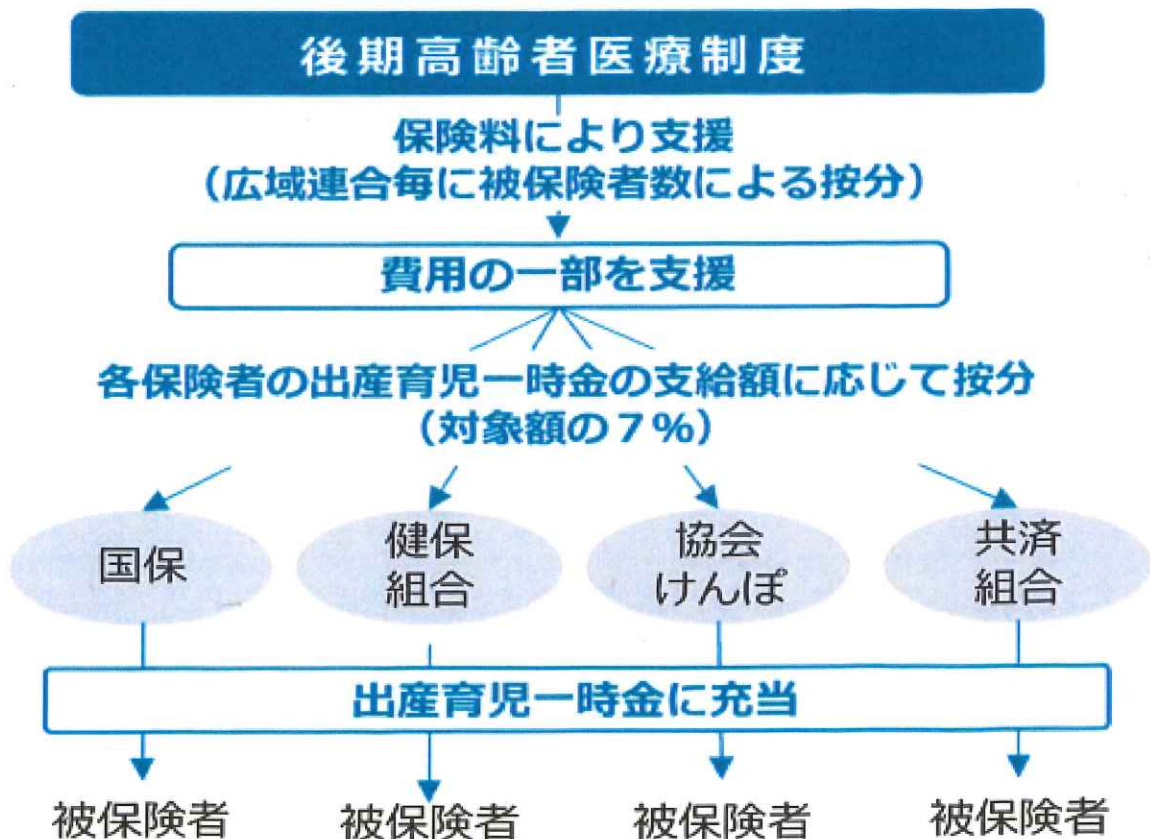 後期高齢者医療制度
保険料により支援
（広域連合毎に被保険者数による按分）
費用の一部を支援
各保険者の出産育児一時金の支給額に応じて按分
（対象額の７％）
国保
健保
組合
協会
けんぽ
共済
組合
出産育児一時金に充当
被保険者
被保険者
被保険者
被保険者